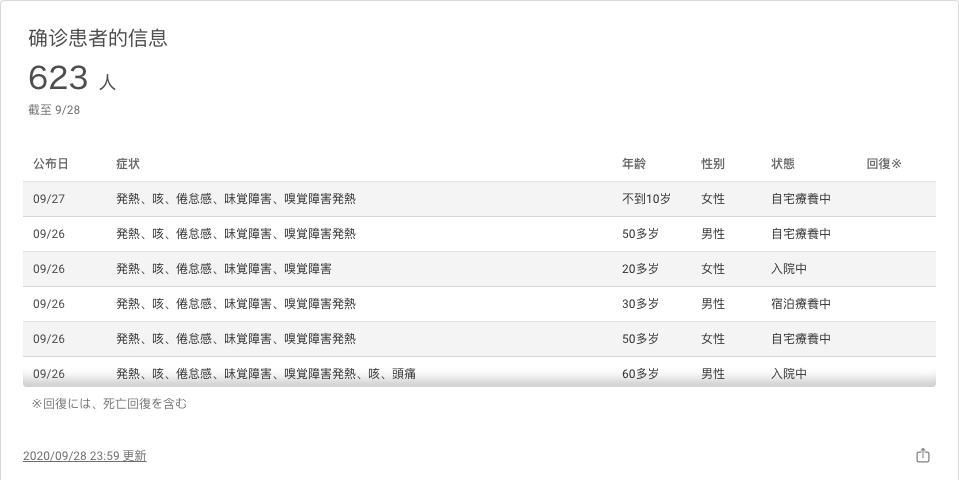 确诊患者的信息
623 人
截至 9/28
公布日 症状 年龄 性别 状態 回復※
09/27 発熱、咳、倦怠感、味覚障害、嗅覚障害発熱 不到10岁 女性 自宅療養中
09/26 発熱、咳、倦怠感、味覚障害、嗅覚障害発熱 50多岁 男性 自宅療養中
09/26 発熱、咳、倦怠感、味覚障害、嗅覚障害 20多岁 女性 入院中
09/26 発熱、咳、倦怠感、味覚障害、嗅覚障害発熱 30多岁 男性 宿泊療養中
09/26 発熱、咳、倦怠感、味覚障害、嗅覚障害発熱 50多岁 女性 自宅療養中
09/26 発熱、咳、倦怠感、味覚障害、嗅覚障害発熱、咳、頭痛 60多岁 男性 入院中
※回復には、死亡回復を含む
2020/09/28 23:59 更新